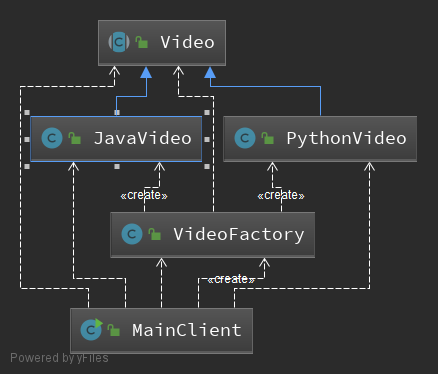 Video
JavaVideo
PythonVideo
«create»
«create»
VideoFactory
«create»
MainClient
Powered by yFiles